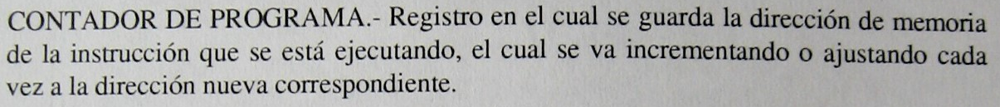 CONTADOR DE PROGRAMA.- Registro en el cual se guarda la dirección de memoria
de la instrucción que se está ejecutando, el cual se va incrementando o ajustando cada
vez a la dirección nueva correspondiente.